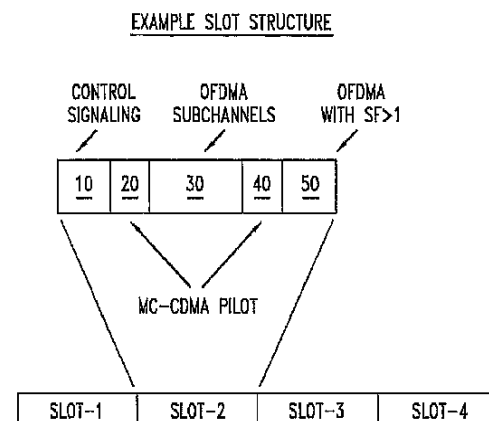 EXAMPLE SLOT STRUCTURE
CONTROL SIGNALING
OFDMA SUBCHANNELS
OFDMA WITH SF>1
10 20 30 40 50
MC-CDMA PILOT
SLOT-1 SLOT-2 SLOT-3 SLOT-4